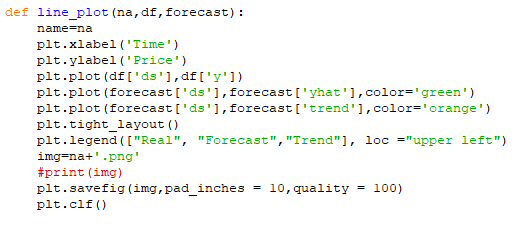 def line_plot(na,df,forecast):
    name=na
    plt.xlabel('Time')
    plt.ylabel('Price')
    plt.plot(df['ds'],df['y'])
    plt.plot(forecast['ds'],forecast['yhat'],color='green')
    plt.plot(forecast['ds'],forecast['trend'],color='orange')
    plt.tight_layout()
    plt.legend(["Real", "Forecast","Trend"], loc ="upper left")
    img=na+'.png'
    #print(img)
    plt.savefig(img,pad_inches = 10,quality = 100)
    plt.clf()